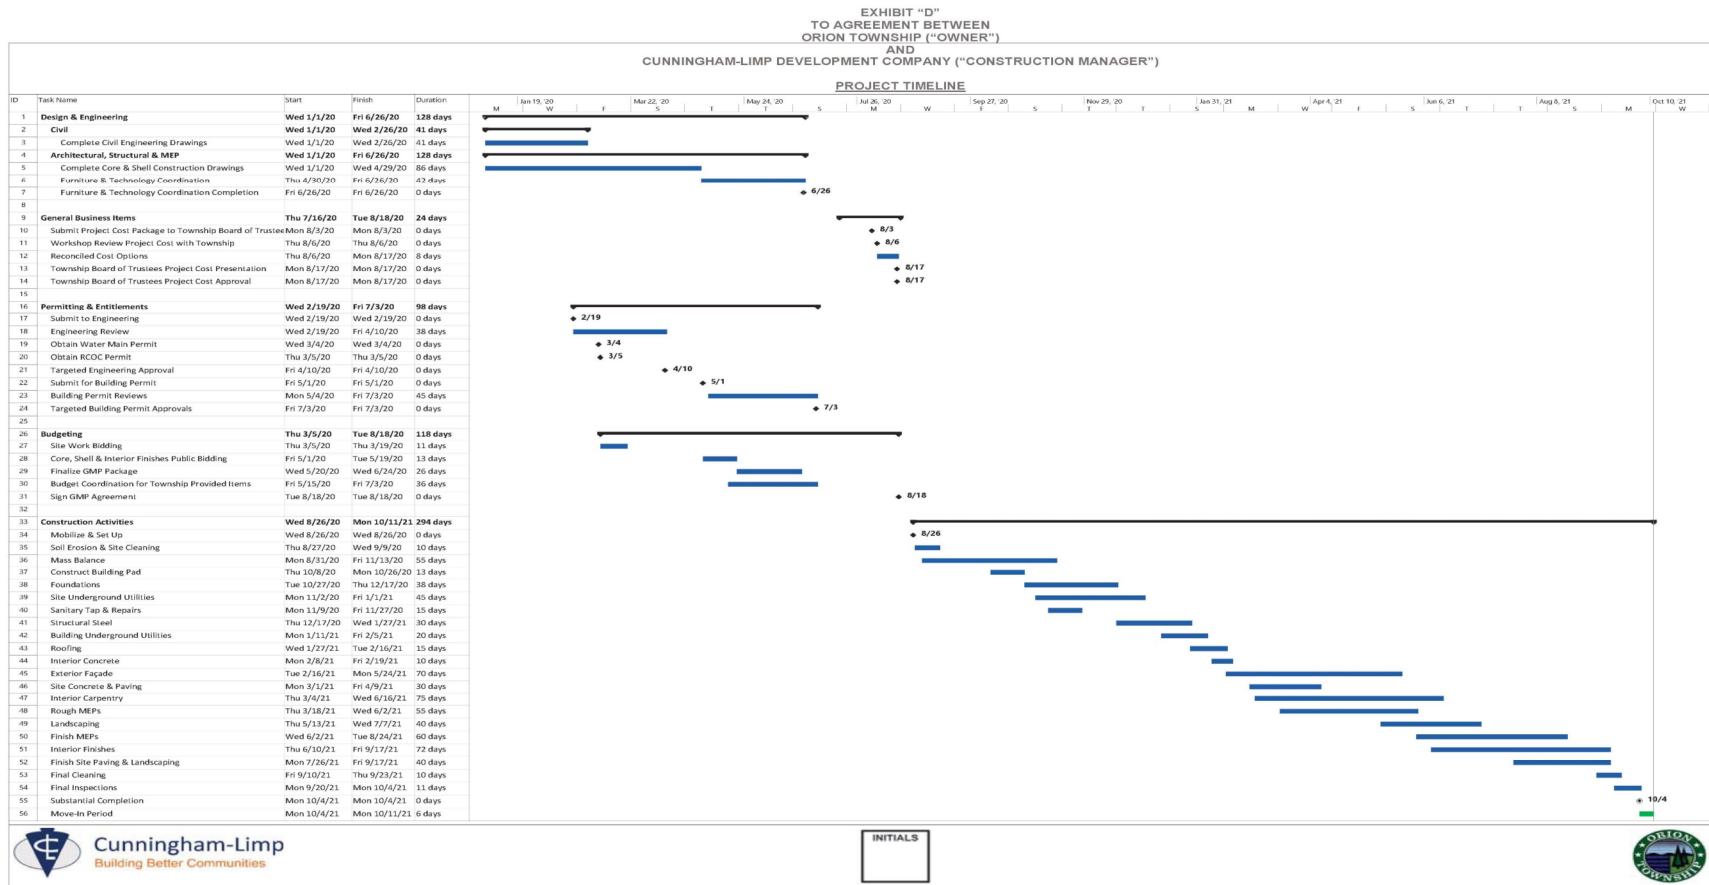 EXHIBIT “D”
TO AGREEMENT BETWEEN
ORION TOWNSHIP (“OWNER”)
AND
CUNNINGHAM-LIMP DEVELOPMENT COMPANY (“CONSTRUCTION MANAGER”)
PROJECT TIMELINE
ID Task Name Start Finish Duration Jan 19, '20 Mar 22, '20 May 24, '20 Jul 26, '20 Sep 27, '20 Nov 29, '20 Jan 31, '21 Apr 4, '21 Jun 6, '21 Aug 8, '21 Oct 10, '21
M W F S T T S M W F S T T S M W F S T T S M W
1 Design & Engineering Wed 1/1/20 Fri 6/26/20 128 days
2 Civil Wed 1/1/20 Wed 2/26/20 41 days
3 Complete Civil Engineering Drawings Wed 1/1/20 Wed 2/26/20 41 days
4 Architectural, Structural & MEP Wed 1/1/20 Fri 6/26/20 128 days
5 Complete Core & Shell Construction Drawings Wed 1/1/20 Wed 4/29/20 86 days
6 Furniture & Technology Coordination Thu 4/30/20 Fri 6/26/20 42 days
7 Furniture & Technology Coordination Completion Fri 6/26/20 Fri 6/26/20 0 days 6/26
8
9 General Business Items Thu 7/16/20 Tue 8/18/20 24 days
10 Submit Project Cost Package to Township Board of Trustee Mon 8/3/20 Mon 8/3/20 0 days 8/3
11 Workshop Review Project Cost with Township Thu 8/6/20 Thu 8/6/20 0 days 8/6
12 Reconciled Cost Options Thu 8/6/20 Mon 8/17/20 8 days
13 Township Board of Trustees Project Cost Presentation Mon 8/17/20 Mon 8/17/20 0 days 8/17
14 Township Board of Trustees Project Cost Approval Mon 8/17/20 Mon 8/17/20 0 days 8/17
15
16 Permitting & Entitlements Wed 2/19/20 Fri 7/3/20 98 days
17 Submit to Engineering Wed 2/19/20 Wed 2/19/20 0 days 2/19
18 Engineering Review Wed 2/19/20 Fri 4/10/20 38 days
19 Obtain Water Main Permit Wed 3/4/20 Wed 3/4/20 0 days 3/4
20 Obtain RCOC Permit Thu 3/5/20 Thu 3/5/20 0 days 3/5
21 Targeted Engineering Approval Fri 4/10/20 Fri 4/10/20 0 days 4/10
22 Submit for Building Permit Fri 5/1/20 Fri 5/1/20 0 days 5/1
23 Building Permit Reviews Mon 5/4/20 Fri 7/3/20 45 days
24 Targeted Building Permit Approvals Fri 7/3/20 Fri 7/3/20 0 days 7/3
25
26 Budgeting Thu 3/5/20 Tue 8/18/20 118 days
27 Site Work Bidding Thu 3/5/20 Thu 3/19/20 11 days
28 Core, Shell & Interior Finishes Public Bidding Fri 5/1/20 Tue 5/19/20 13 days
29 Finalize GMP Package Wed 5/20/20 Wed 6/24/20 26 days
30 Budget Coordination for Township Provided Items Fri 5/15/20 Fri 7/3/20 36 days
31 Sign GMP Agreement Tue 8/18/20 Tue 8/18/20 0 days 8/18
32
33 Construction Activities Wed 8/26/20 Mon 10/11/21 294 days
34 Mobilize & Set Up Wed 8/26/20 Wed 8/26/20 0 days 8/26
35 Soil Erosion & Site Cleaning Thu 8/27/20 Wed 9/9/20 10 days
36 Mass Balance Mon 8/31/20 Fri 11/13/20 55 days
37 Construct Building Pad Thu 10/8/20 Mon 10/26/20 13 days
38 Foundations Tue 10/27/20 Thu 12/17/20 38 days
39 Site Underground Utilities Mon 11/2/20 Fri 1/1/21 45 days
40 Sanitary Tap & Repairs Mon 11/9/20 Fri 11/27/20 15 days
41 Structural Steel Thu 12/17/20 Wed 1/27/21 30 days
42 Building Underground Utilities Mon 1/11/21 Fri 2/5/21 20 days
43 Roofing Wed 1/27/21 Tue 2/16/21 15 days
44 Interior Concrete Mon 2/8/21 Fri 2/19/21 10 days
45 Exterior Façade Tue 2/16/21 Mon 5/24/21 70 days
46 Site Concrete & Paving Mon 3/1/21 Fri 4/9/21 30 days
47 Interior Carpentry Thu 3/4/21 Wed 6/16/21 75 days
48 Rough MEPs Thu 3/18/21 Wed 6/2/21 55 days
49 Landscaping Thu 5/13/21 Wed 7/7/21 40 days
50 Finish MEPs Wed 6/2/21 Tue 8/24/21 60 days
51 Interior Finishes Thu 6/10/21 Fri 9/17/21 72 days
52 Finish Site Paving & Landscaping Mon 7/26/21 Fri 9/17/21 40 days
53 Final Cleaning Fri 9/10/21 Thu 9/23/21 10 days
54 Final Inspections Mon 9/20/21 Mon 10/4/21 11 days
55 Substantial Completion Mon 10/4/21 Mon 10/4/21 0 days 10/4
56 Move-In Period Mon 10/4/21 Mon 10/11/21 6 days
Cunningham-Limp
Building Better Communities
INITIALS
ORION
TOWNSHIP